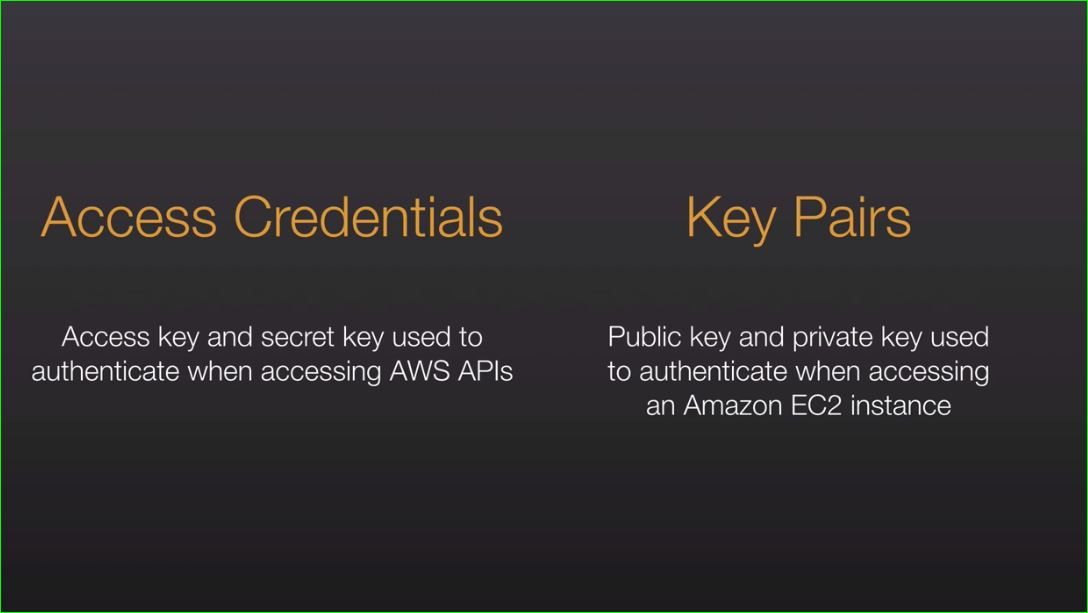 Access Credentials
Access key and secret key used to
authenticate when accessing AWS APIs
Key Pairs
Public key and private key used
to authenticate when accessing
an Amazon EC2 instance